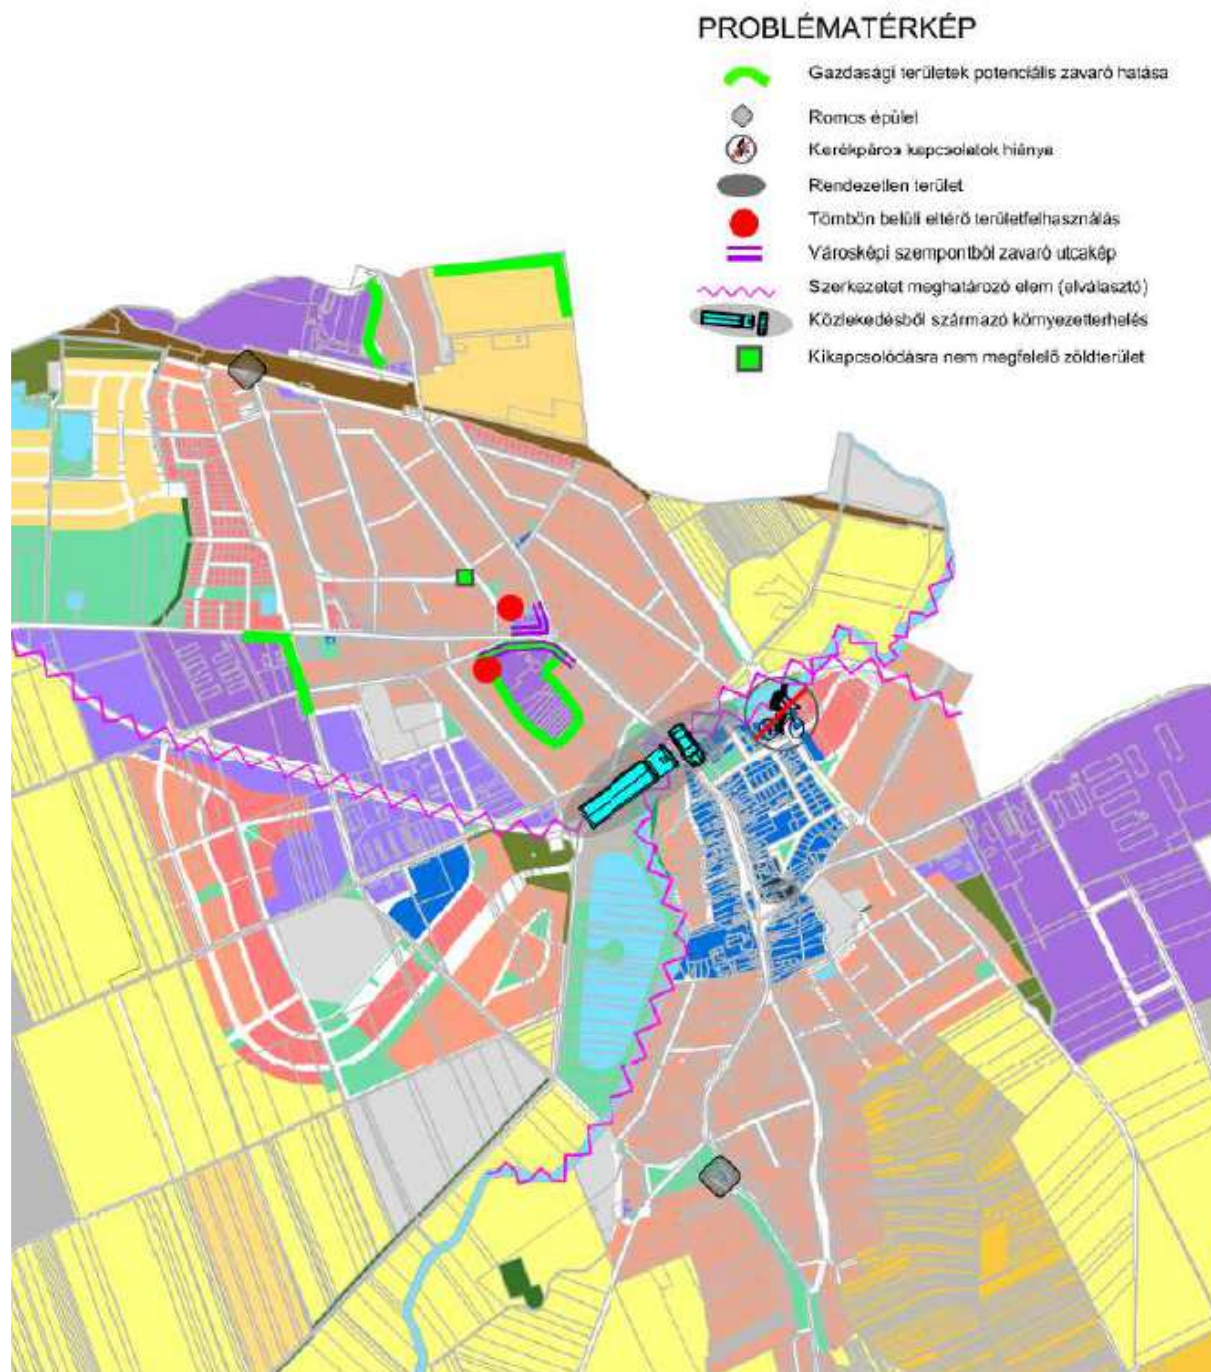 PROBLÉMATÉRKÉP
Gazdasági területek potenciális zavaró hatása
Romos épület
Kerékpáros kapcsolatok hiánya
Rendezetlen terület
Tömbön belüli eltérő területfelhasználás
Városképi szempontból zavaró utcakép
Szerkezetet meghatározó elem (elválasztó)
Közlekedésből származó környezetterhelés
Kikapcsolódásra nem megfelelő zöldterület